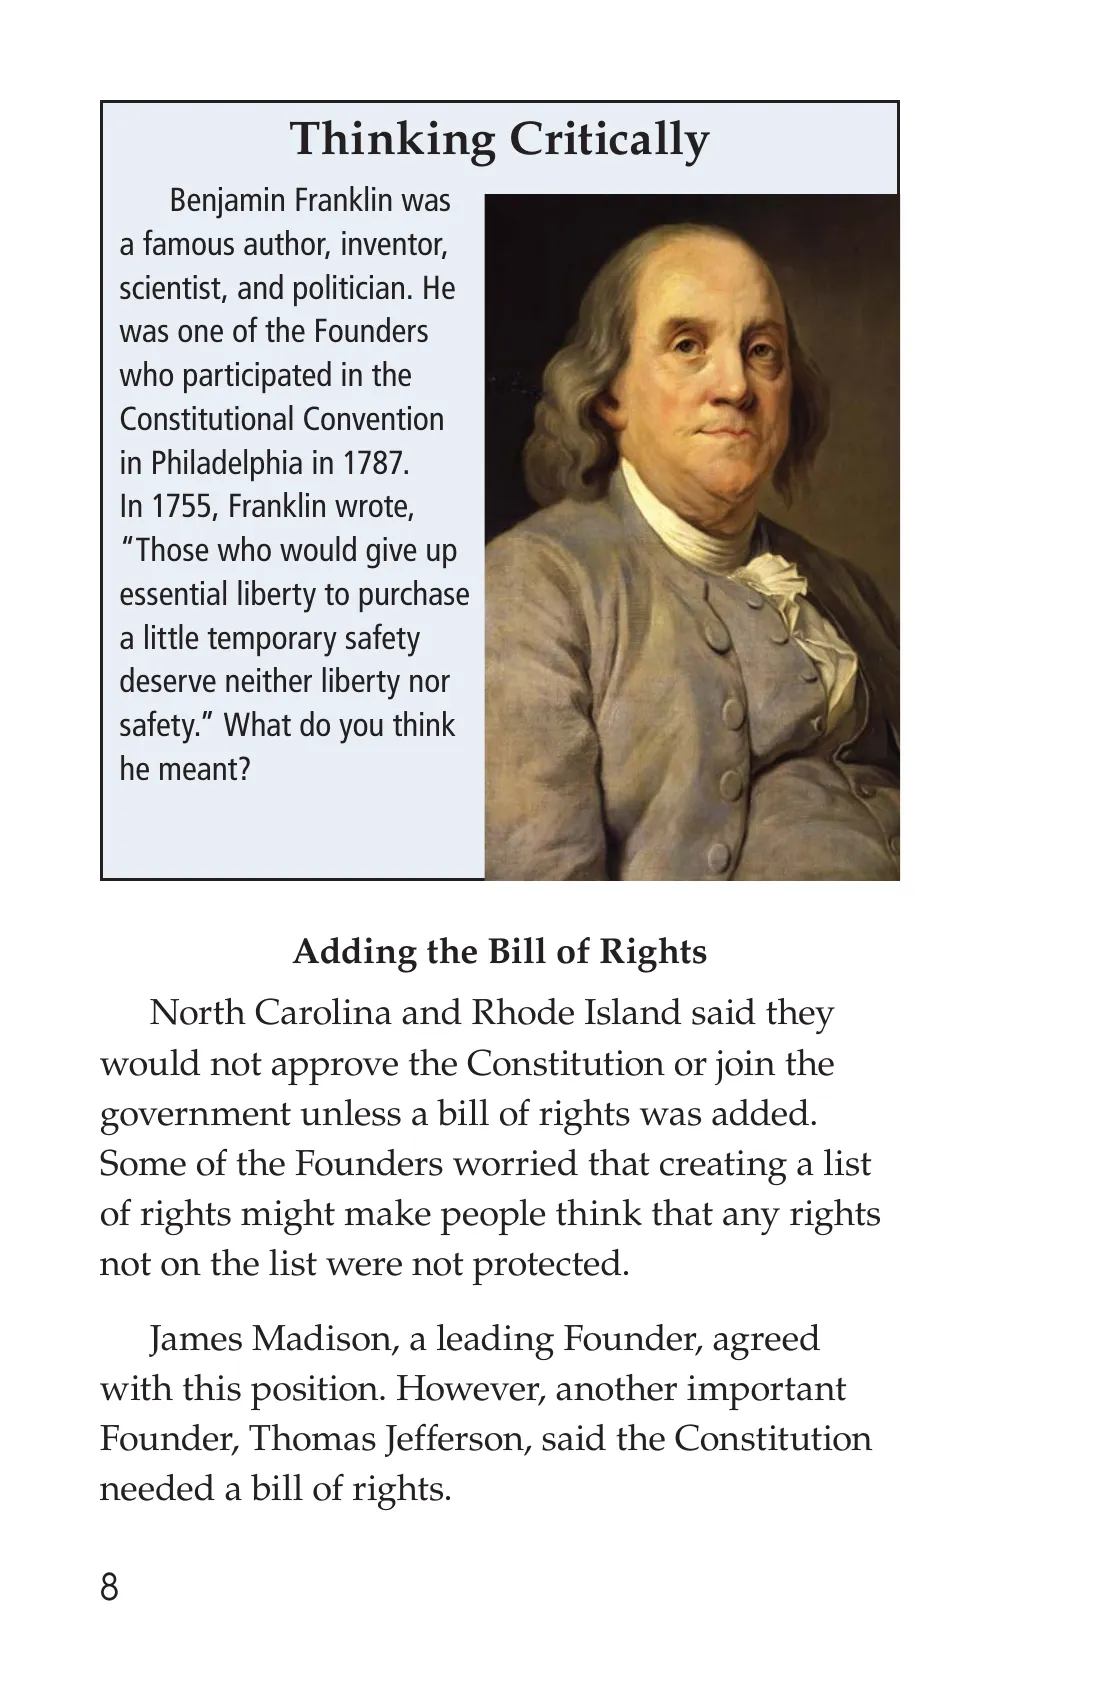 Thinking Critically
Benjamin Franklin was
a famous author, inventor,
scientist, and politician. He
was one of the Founders
who participated in the
Constitutional Convention
in Philadelphia in 1787.
In 1755, Franklin wrote,
“Those who would give up
essential liberty to purchase
a little temporary safety
deserve neither liberty nor
safety.” What do you think
he meant?
Adding the Bill of Rights
North Carolina and Rhode Island said they
would not approve the Constitution or join the
government unless a bill of rights was added.
Some of the Founders worried that creating a list
of rights might make people think that any rights
not on the list were not protected.
James Madison, a leading Founder, agreed
with this position. However, another important
Founder, Thomas Jefferson, said the Constitution
needed a bill of rights.
8